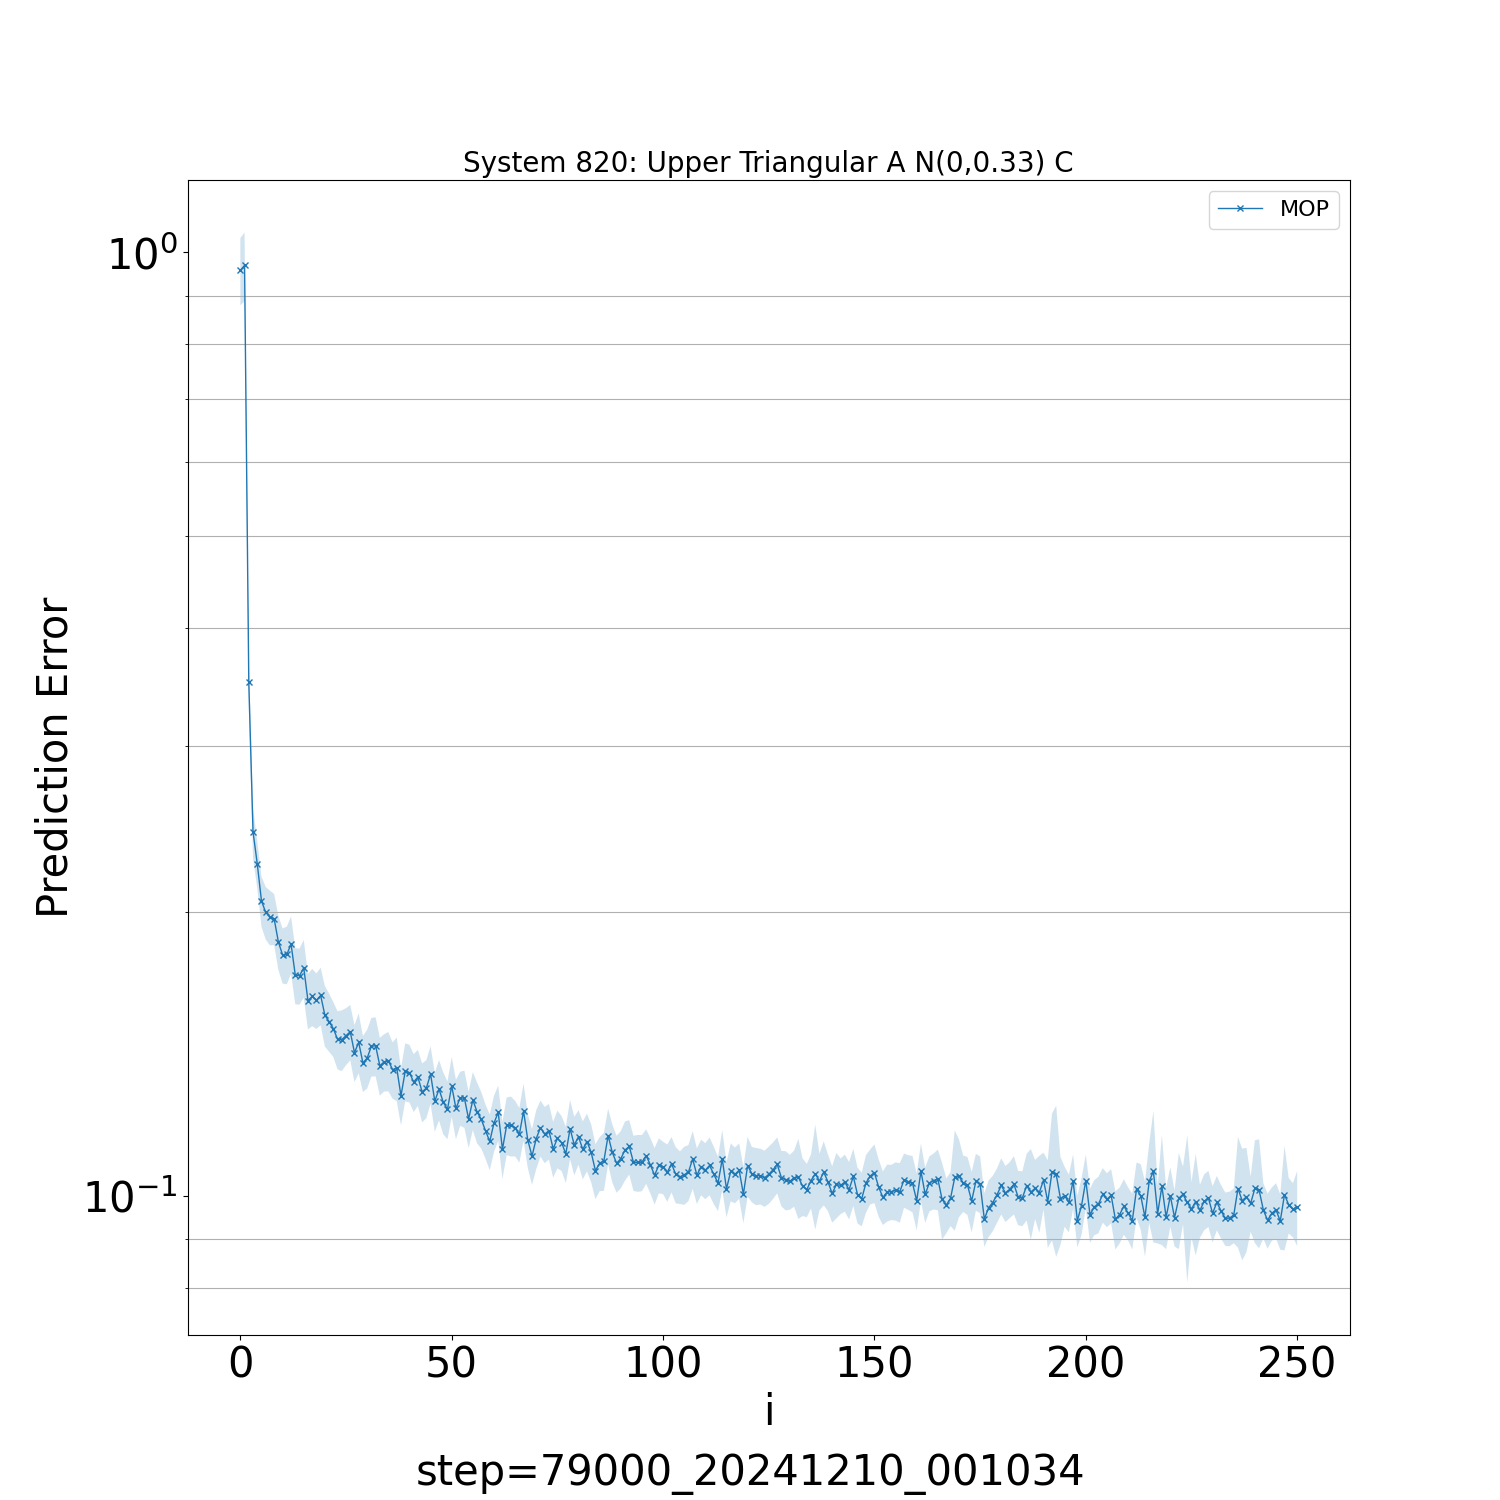 System 820: Upper Triangular A N(0,0.33) C
MOP
10⁰
10⁻¹
Prediction Error
0 50 100 150 200 250
i
step=79000_20241210_001034